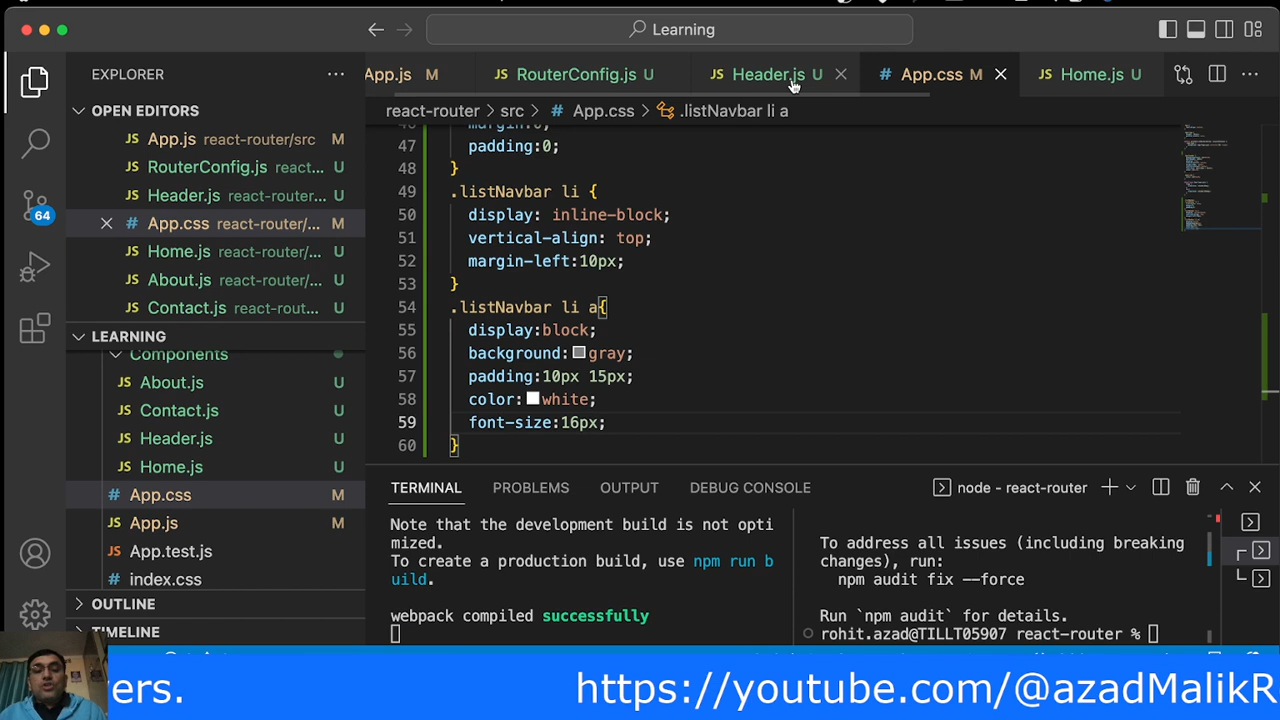 Learning
EXPLORER
App.js M
RouterConfig.js U
Header.js U
App.css M
Home.js U
OPEN EDITORS
App.js react-router/src M
RouterConfig.js react... U
Header.js react-router... U
App.css react-router/... M
Home.js react-router/... U
About.js react-router/... U
Contact.js react-rout... U
LEARNING
Components
About.js U
Contact.js U
Header.js U
Home.js U
App.css M
App.js M
App.test.js
index.css
OUTLINE
TIMELINE
64
react-router > src > # App.css > .listNavbar li a
margin:0;
47 padding:0;
48 }
49 .listNavbar li {
50 display: inline-block;
51 vertical-align: top;
52 margin-left:10px;
53 }
54 .listNavbar li a{
55 display:block;
56 background:gray;
57 padding:10px 15px;
58 color:white;
59 font-size:16px;
60 }
TERMINAL PROBLEMS OUTPUT DEBUG CONSOLE
node - react-router
Note that the development build is not opti
mized.
To create a production build, use npm run b
uild.
webpack compiled successfully
To address all issues (including breaking
changes), run:
npm audit fix --force
Run `npm audit` for details.
rohit.azad@TILLT05907 react-router %
ers.
https://youtube.com/@azadMalikR